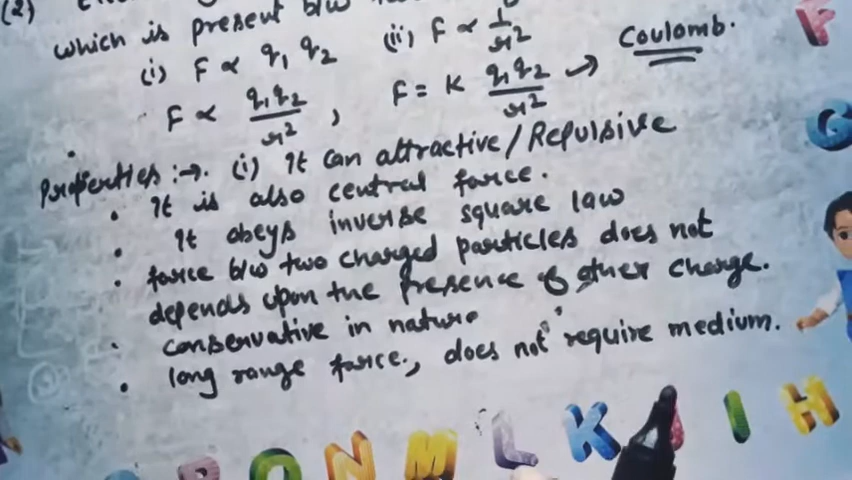 (2)
which is present b/w
(i) F ∝ q1 q2 (ii) F ∝ 1/r²
F ∝ q1q2/r² , F = K q1q2/r² → Coulomb.
Properties :→. (i) It can attractive/Repulsive
• It is also central force.
• It obeys inverse square law
• force b/w two charged particles does not
depends upon the presence of other charge.
• conservative in nature
• long range force., does not require medium.
F
G
O N M L K I H